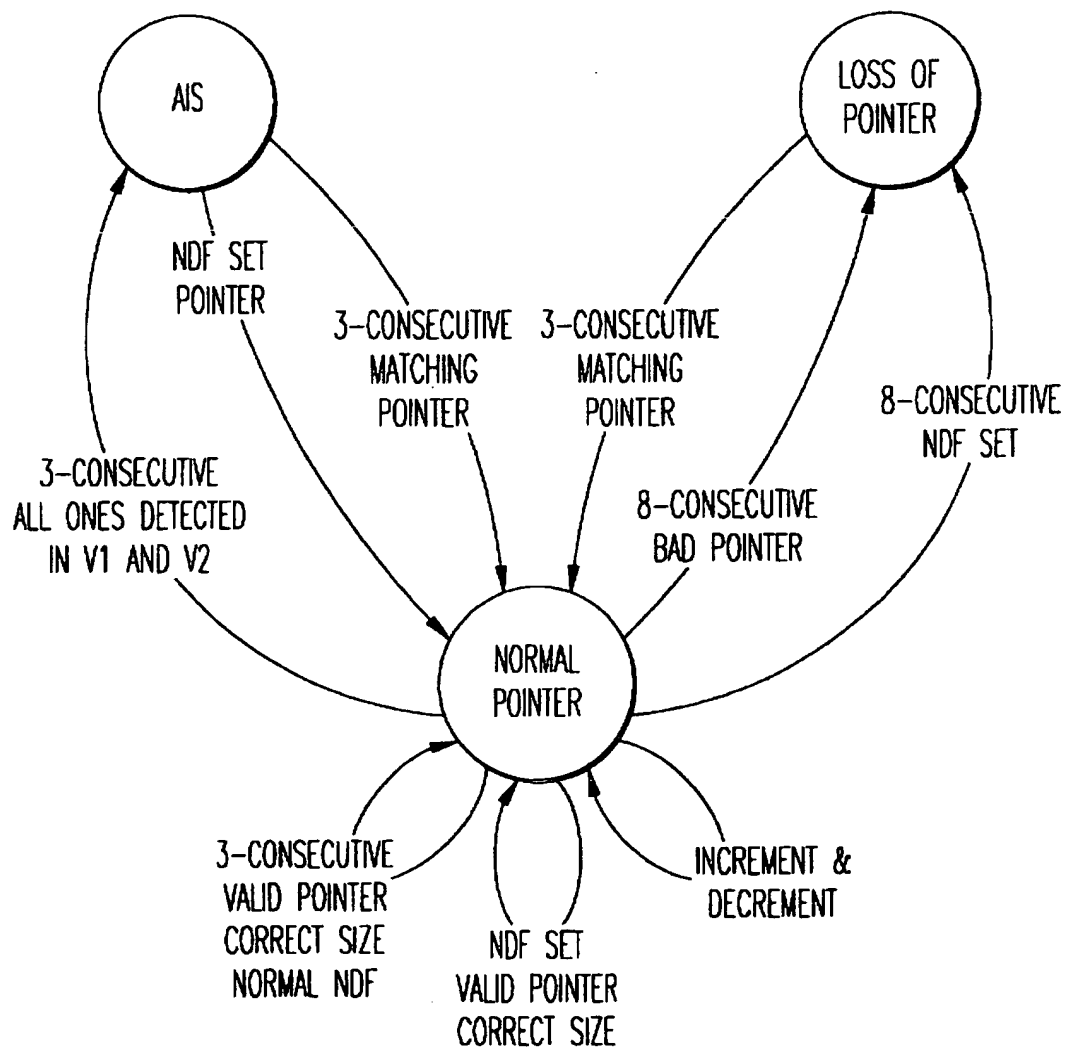 AIS
LOSS OF
POINTER
NDF SET
POINTER
3-CONSECUTIVE
MATCHING
POINTER
3-CONSECUTIVE
MATCHING
POINTER
8-CONSECUTIVE
NDF SET
3-CONSECUTIVE
ALL ONES DETECTED
IN V1 AND V2
8-CONSECUTIVE
BAD POINTER
NORMAL
POINTER
3-CONSECUTIVE
VALID POINTER
CORRECT SIZE
NORMAL NDF
NDF SET
VALID POINTER
CORRECT SIZE
INCREMENT &
DECREMENT